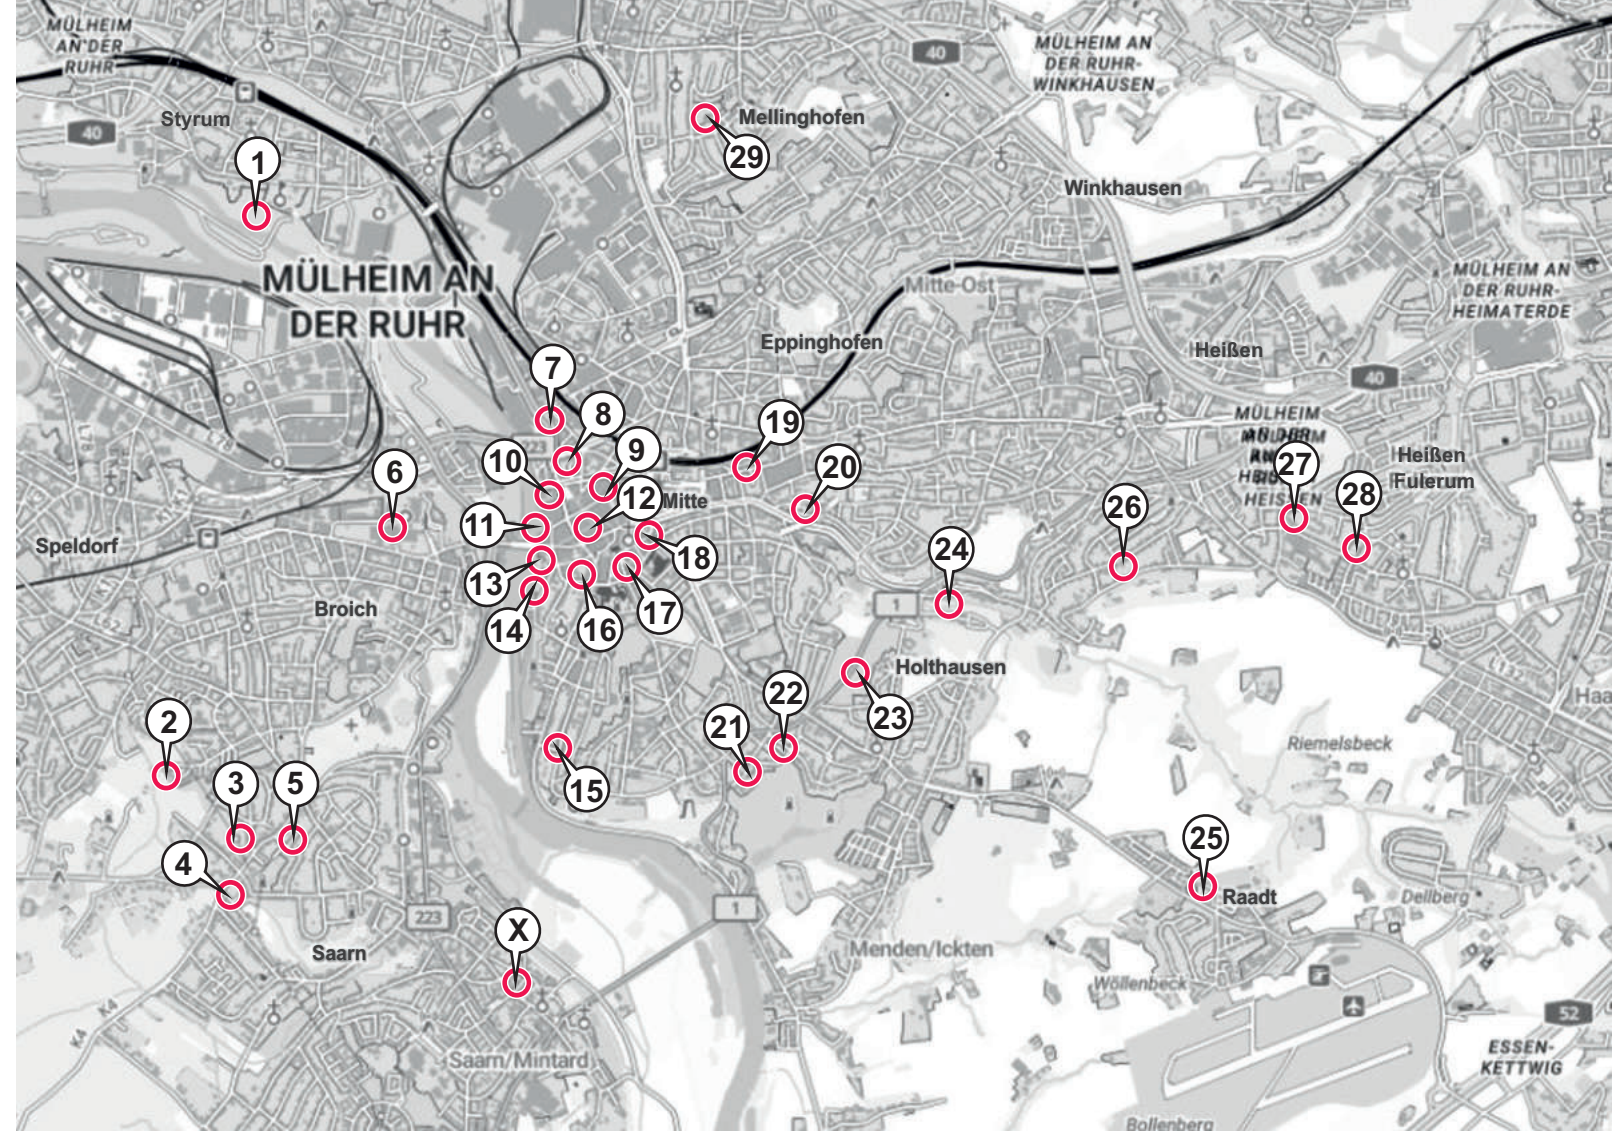 MÜLHEIM
AN DER
RUHR
40
MÜLHEIM AN
DER RUHR-
WINKHAUSEN
40
Styrum
Mellinghofen
1
29
Winkhausen
MÜLHEIM AN
DER RUHR
Mitte-Ost
MÜLHEIM AN
DER RUHR-
HEIMATERDE
Eppinghofen
Heißen
7
40
8
19
MÜLHEIM
9
10
6
20
27
Heißen
Fulerum
HEISSEN
12
Mitte
28
26
11
Speldorf
18
24
13
Broich
17
1
14
16
Holthausen
22
23
2
21
Riemelsbeck
Haa
3
5
15
25
4
Raadt
Dellberg
1
223
X
Saarn
Menden/Ickten
Wöllenbeck
K4
K4
52
Saarn/Mintard
ESSEN-
KETTWIG
Bollenberg